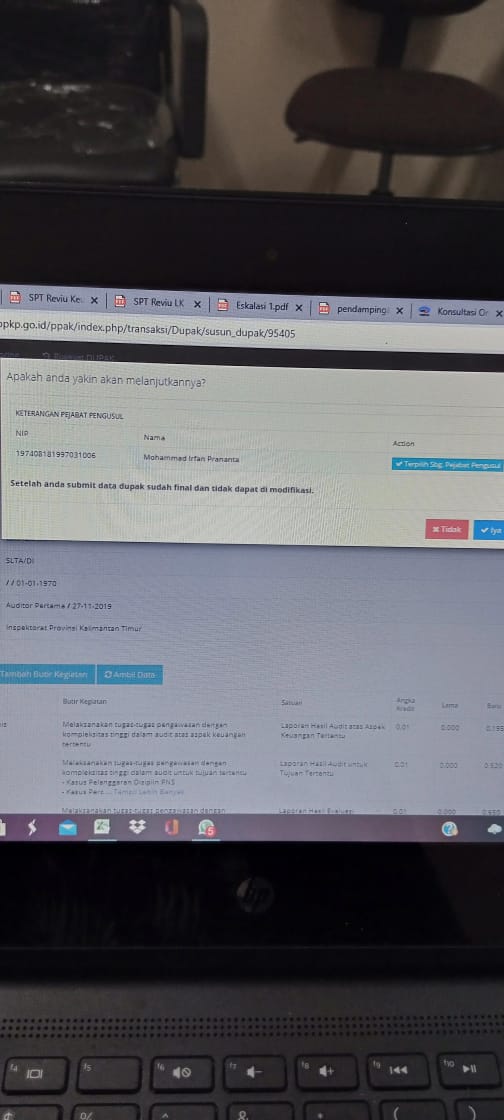 SPT Reviu Ke
SPT Reviu LK
Eskalasi 1.pdf
pendamping
Konsultasi Or
ppkp.go.id/ppak/index.php/transaksi/Dupak/susun_dupak/95405
Apakah anda yakin akan melanjutkannya?
KETERANGAN PEJABAT PENGUSUL
NIP
Nama
Action
197408181997031006
Mohammad Irfan Prananta
Terpilih Sbg. Pejabat Pengusul
Setelah anda submit data dupak sudah final dan tidak dapat di modifikasi.
Tidak
Iya
SLTA/DI
/ / 01-01-1970
Auditor Pertama / 27-11-2019
Inspektorat Provinsi Kalimantan Timur
Tambah Butir Kegiatan
Ambil Data
Butir Kegiatan
Satuan
Angka
Kredit
Lama
Baru
Melaksanakan tugas-tugas pengawasan dengan
kompleksitas tinggi dalam audit atas aspek keuangan
tertentu
Laporan Hasil Audit atas Aspek
Keuangan Tertentu
0.01
0.000
0.195
Melaksanakan tugas-tugas pengawasan dengan
kompleksitas tinggi dalam audit untuk tujuan tertentu
- Kasus Pelanggaran Disiplin PNS
- Kasus Perc ... Tampil Lebih Banyak
Laporan Hasil Audit untuk
Tujuan Tertentu
0.01
0.000
0.520
Melaksanakan tugas-tugas pengawasan dengan
Laporan Hasil Evaluasi
0.01
0.000
5
hp
f4
f5
f6
f7
f8
f9
f10
%
^
&
*
(
)